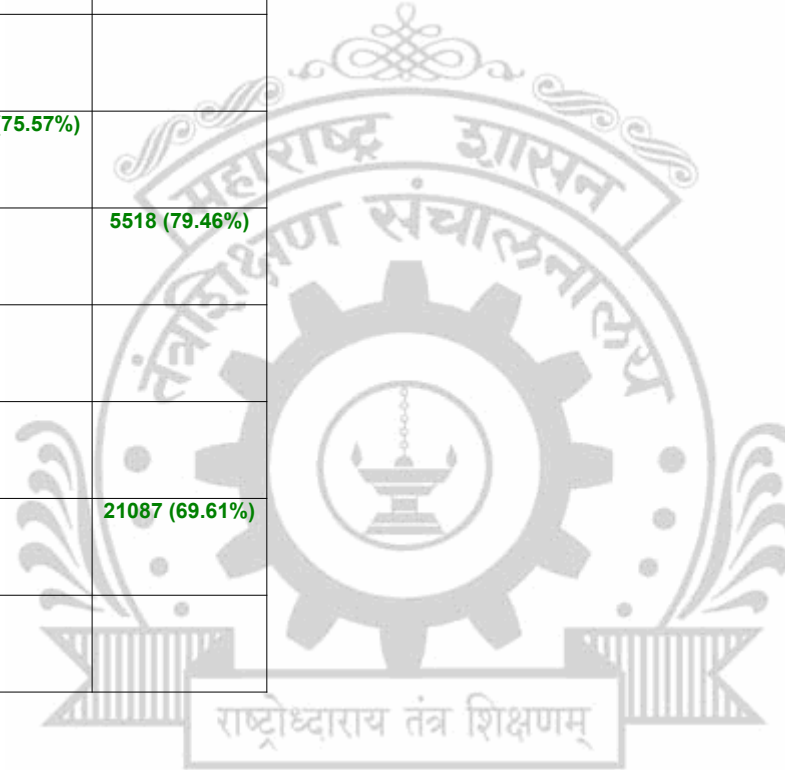 महाराष्ट्र शासन
75.57%)
तंत्रशिक्षण संचालनालय
5518 (79.46%)
21087 (69.61%)
राष्ट्रोध्दाराय तंत्र शिक्षणम्